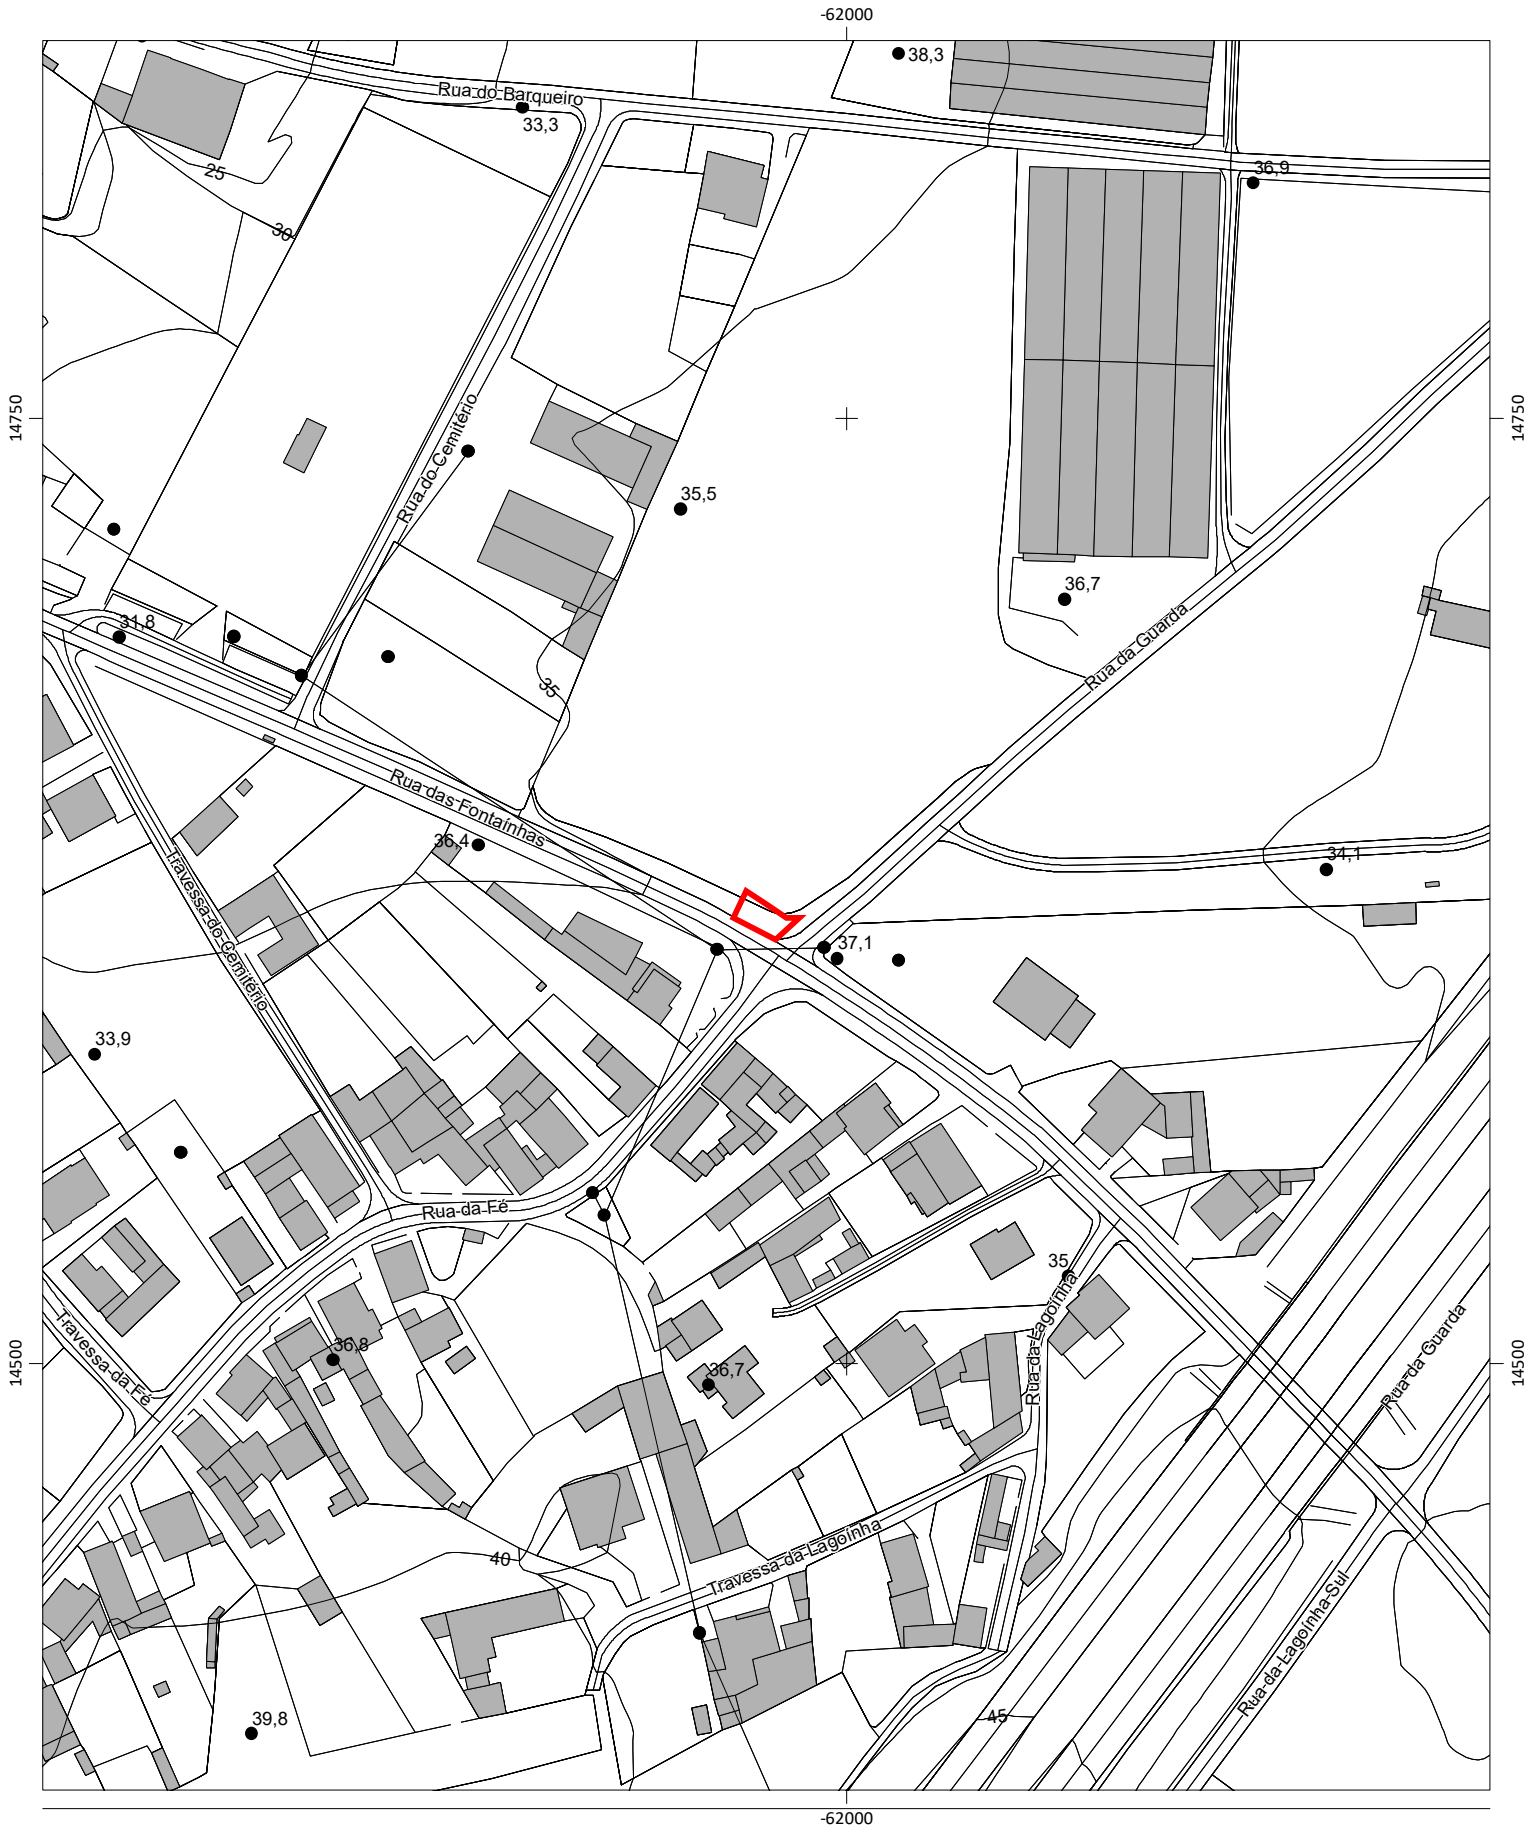 -62000
38,3
Rua do Barqueiro
33,3
36,9
25
30
14750
14750
Rua do Cemitério
35,5
36,7
31,8
Rua da Guarda
35
Rua das Fontaínhas
36,4
34,1
Travessa do Cemitério
37,1
33,9
Rua da Fé
35
Travessa da Fé
36,8
Rua da Lagoínha
14500
36,7
Rua da Guarda
14500
40
Travessa da Lagoínha
Rua da Lagoínha Sul
39,8
45
-62000